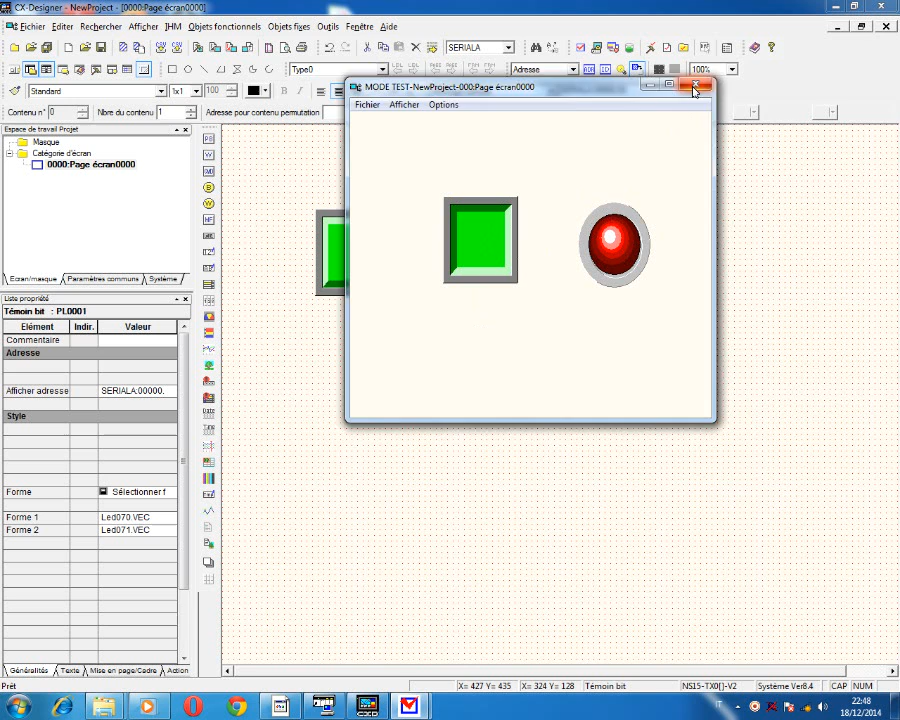 CX-Designer - NewProject - [0000:Page écran0000]
Fichier Editer Rechercher Afficher IHM Objets fonctionnels Objets fixes Outils Fenêtre Aide
SERIALA
Type0 Adresse 100%
Standard 1x1 100 B I
Contenu n° 0 Nbre du contenu 1 Adresse pour contenu permutation
Espace de travail Projet
Masque
Catégorie d'écran
0000:Page écran0000
Ecran/masque Paramètres communs Système
Liste propriété
Témoin bit : PL0001
Elément Indir. Valeur
Commentaire
Adresse
Afficher adresse SERIALA:00000.
Style
Forme Sélectionner f
Forme 1 Led070.VEC
Forme 2 Led071.VEC
Généralités Texte Mise en page/Cadre Action
MODE TEST-NewProject-000:Page écran0000
Fichier Afficher Options
Prêt X= 427 Y= 435 X= 324 Y= 128 Témoin bit NS15-TX0[]-V2 Système Ver8.4 CAP NUM
IT 22:48
18/12/2014